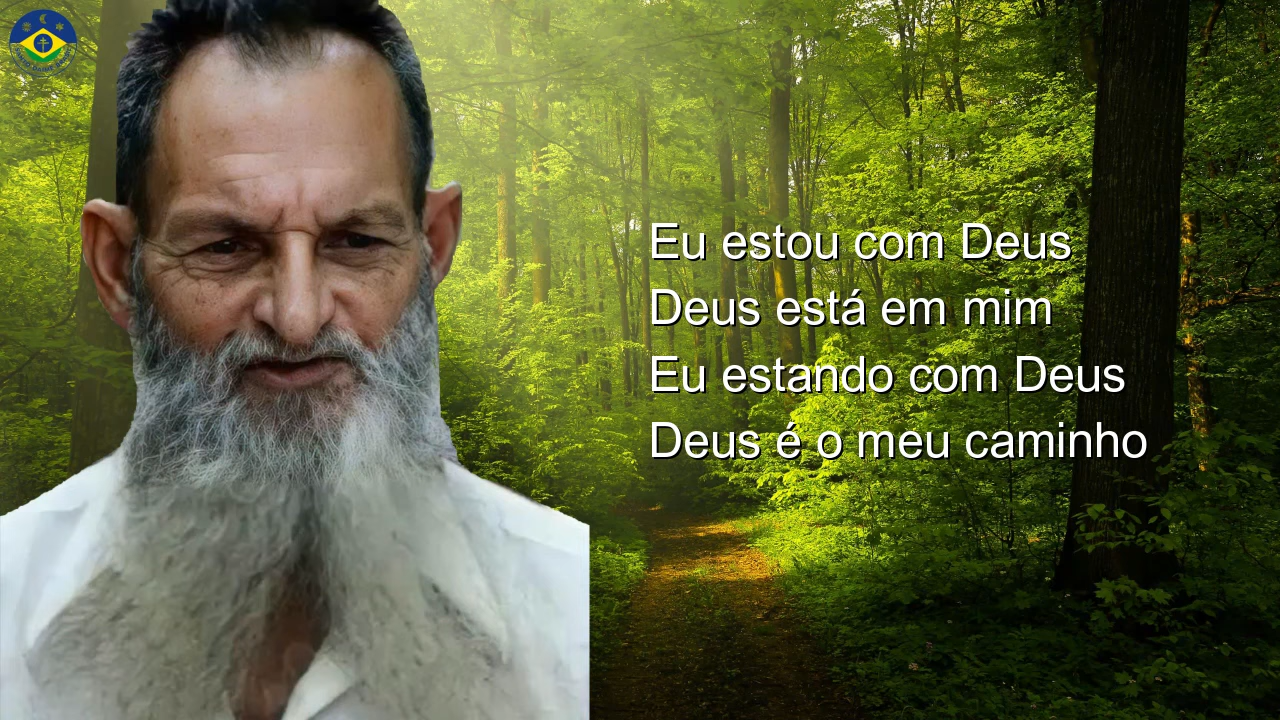 Eu estou com Deus
Deus está em mim
Eu estando com Deus
Deus é o meu caminho